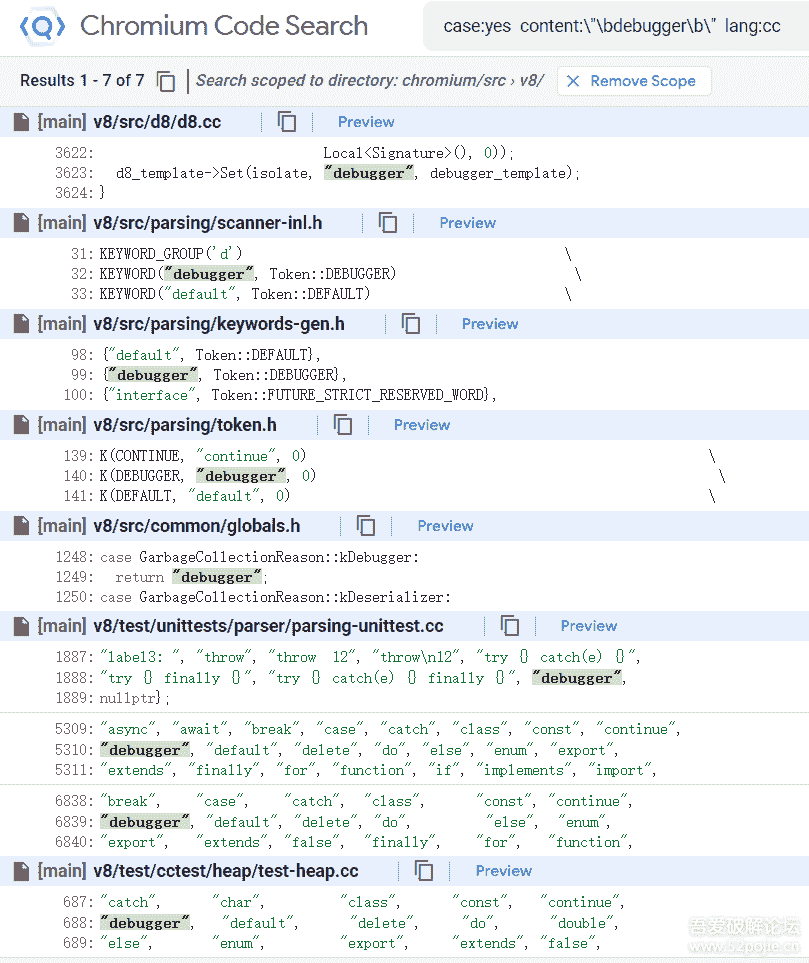 Chromium Code Search
case:yes content:\"\bdebugger\b\" lang:cc
Results 1 - 7 of 7
Search scoped to directory: chromium/src › v8/
Remove Scope
[main] v8/src/d8/d8.cc Preview
3622: Local<Signature>(), 0));
3623: d8_template->Set(isolate, "debugger", debugger_template);
3624: }
[main] v8/src/parsing/scanner-inl.h Preview
31: KEYWORD_GROUP('d') \
32: KEYWORD("debugger", Token::DEBUGGER) \
33: KEYWORD("default", Token::DEFAULT) \
[main] v8/src/parsing/keywords-gen.h Preview
98: {"default", Token::DEFAULT},
99: {"debugger", Token::DEBUGGER},
100: {"interface", Token::FUTURE_STRICT_RESERVED_WORD},
[main] v8/src/parsing/token.h Preview
139: K(CONTINUE, "continue", 0) \
140: K(DEBUGGER, "debugger", 0) \
141: K(DEFAULT, "default", 0) \
[main] v8/src/common/globals.h Preview
1248: case GarbageCollectionReason::kDebugger:
1249: return "debugger";
1250: case GarbageCollectionReason::kDeserializer:
[main] v8/test/unittests/parser/parsing-unittest.cc Preview
1887: "label3: ", "throw", "throw  12", "throw\n12", "try {} catch(e) {}",
1888: "try {} finally {}", "try {} catch(e) {} finally {}", "debugger",
1889: nullptr};
5309: "async", "await", "break", "case", "catch", "class", "const", "continue",
5310: "debugger", "default", "delete", "do", "else", "enum", "export",
5311: "extends", "finally", "for", "function", "if", "implements", "import",
6838: "break", "case", "catch", "class", "const", "continue",
6839: "debugger", "default", "delete", "do", "else", "enum",
6840: "export", "extends", "false", "finally", "for", "function",
[main] v8/test/cctest/heap/test-heap.cc Preview
687: "catch", "char", "class", "const", "continue",
688: "debugger", "default", "delete", "do", "double",
689: "else", "enum", "export", "extends", "false",
吾爱破解论坛
www.52pojie.cn